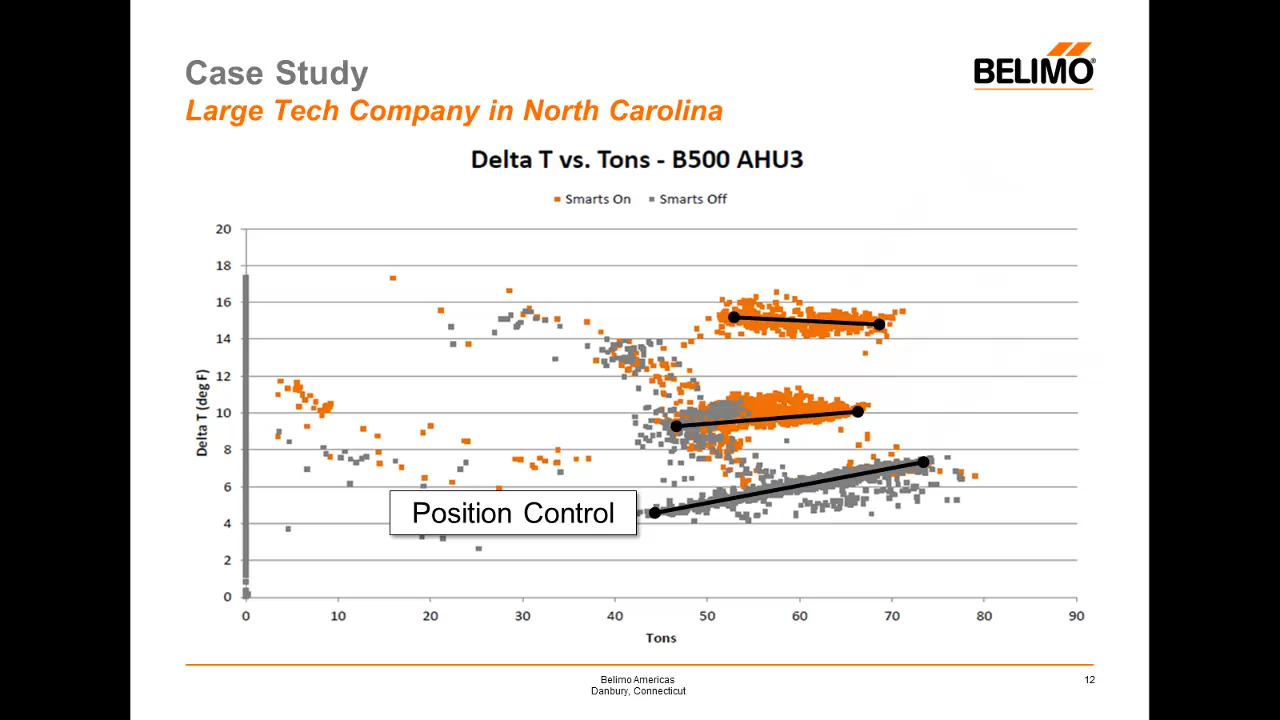 Case Study
Large Tech Company in North Carolina
BELIMO®
Delta T vs. Tons - B500 AHU3
Smarts On Smarts Off
20
18
16
14
12
10
8
6
4
2
0
Delta T (deg F)
Position Control
0 10 20 30 40 50 60 70 80 90
Tons
Belimo Americas
Danbury, Connecticut
12